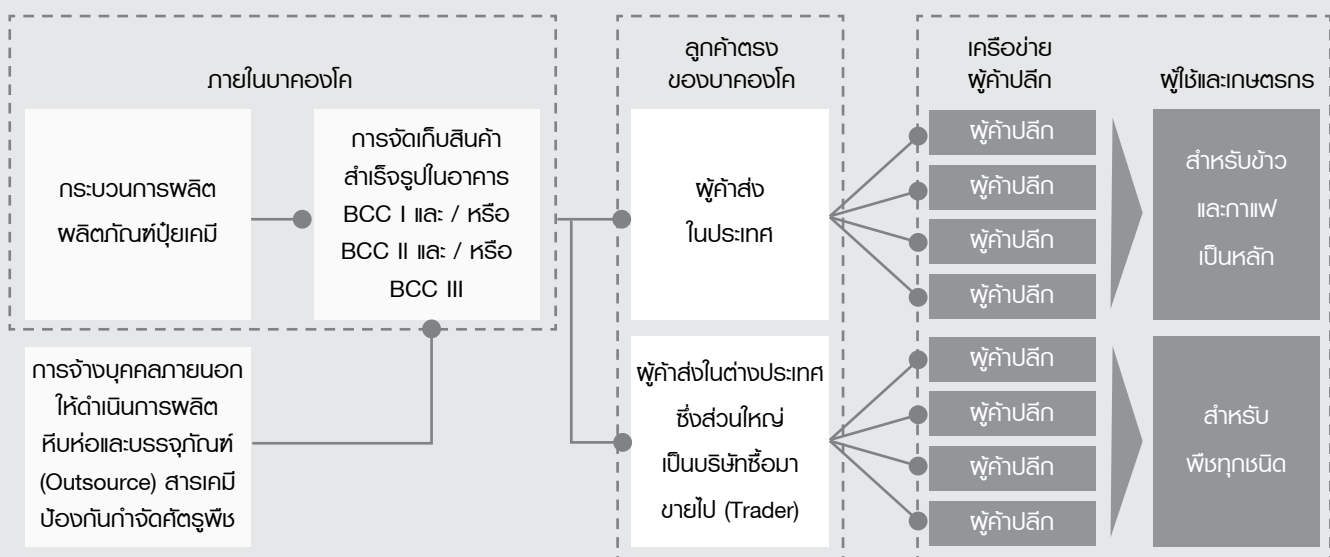 ภายในบาคองโค
กระบวนการผลิต
ผลิตภัณฑ์ปุ๋ยเคมี
การจัดเก็บสินค้า
สำเร็จรูปในอาคาร
BCC I และ / หรือ
BCC II และ / หรือ
BCC III
การจ้างบุคคลภายนอก
ให้ดำเนินการผลิต
หีบห่อและบรรจุภัณฑ์
(Outsource) สารเคมี
ป้องกันกำจัดศัตรูพืช
ลูกค้าตรง
ของบาคองโค
ผู้ค้าส่ง
ในประเทศ
ผู้ค้าส่งในต่างประเทศ
ซึ่งส่วนใหญ่
เป็นบริษัทซื้อมา
ขายไป (Trader)
เครือข่าย
ผู้ค้าปลีก
ผู้ค้าปลีก
ผู้ค้าปลีก
ผู้ค้าปลีก
ผู้ค้าปลีก
ผู้ค้าปลีก
ผู้ค้าปลีก
ผู้ค้าปลีก
ผู้ค้าปลีก
ผู้ใช้และเกษตรกร
สำหรับข้าว
และกาแฟ
เป็นหลัก
สำหรับ
พืชทุกชนิด